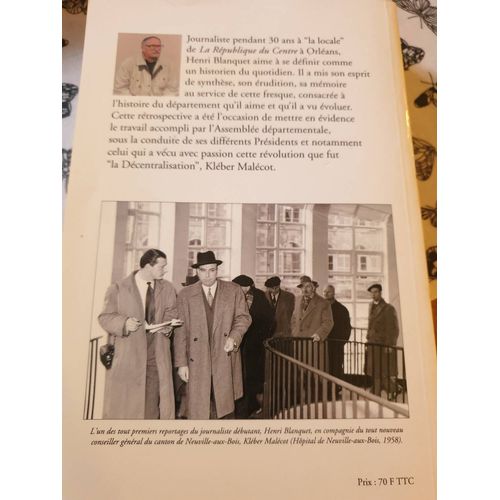 Journaliste pendant 30 ans à "la locale"
de La République du Centre à Orléans,
Henri Blanquet aime à se définir comme
un historien du quotidien. Il a mis son esprit
de synthèse, son érudition, sa mémoire
au service de cette fresque, consacrée à
l'histoire du département qu'il aime et qu'il a vu évoluer.
Cette rétrospective a été l'occasion de mettre en évidence
le travail accompli par l'Assemblée départementale,
sous la conduite de ses différents Présidents et notamment
celui qui a vécu avec passion cette révolution que fut
"la Décentralisation", Kléber Malécot.
L'un des tout premiers reportages du journaliste débutant, Henri Blanquet, en compagnie du tout nouveau
conseiller général du canton de Neuville-aux-Bois, Kléber Malécot (Hôpital de Neuville-aux-Bois, 1958).
Prix : 70 F TTC